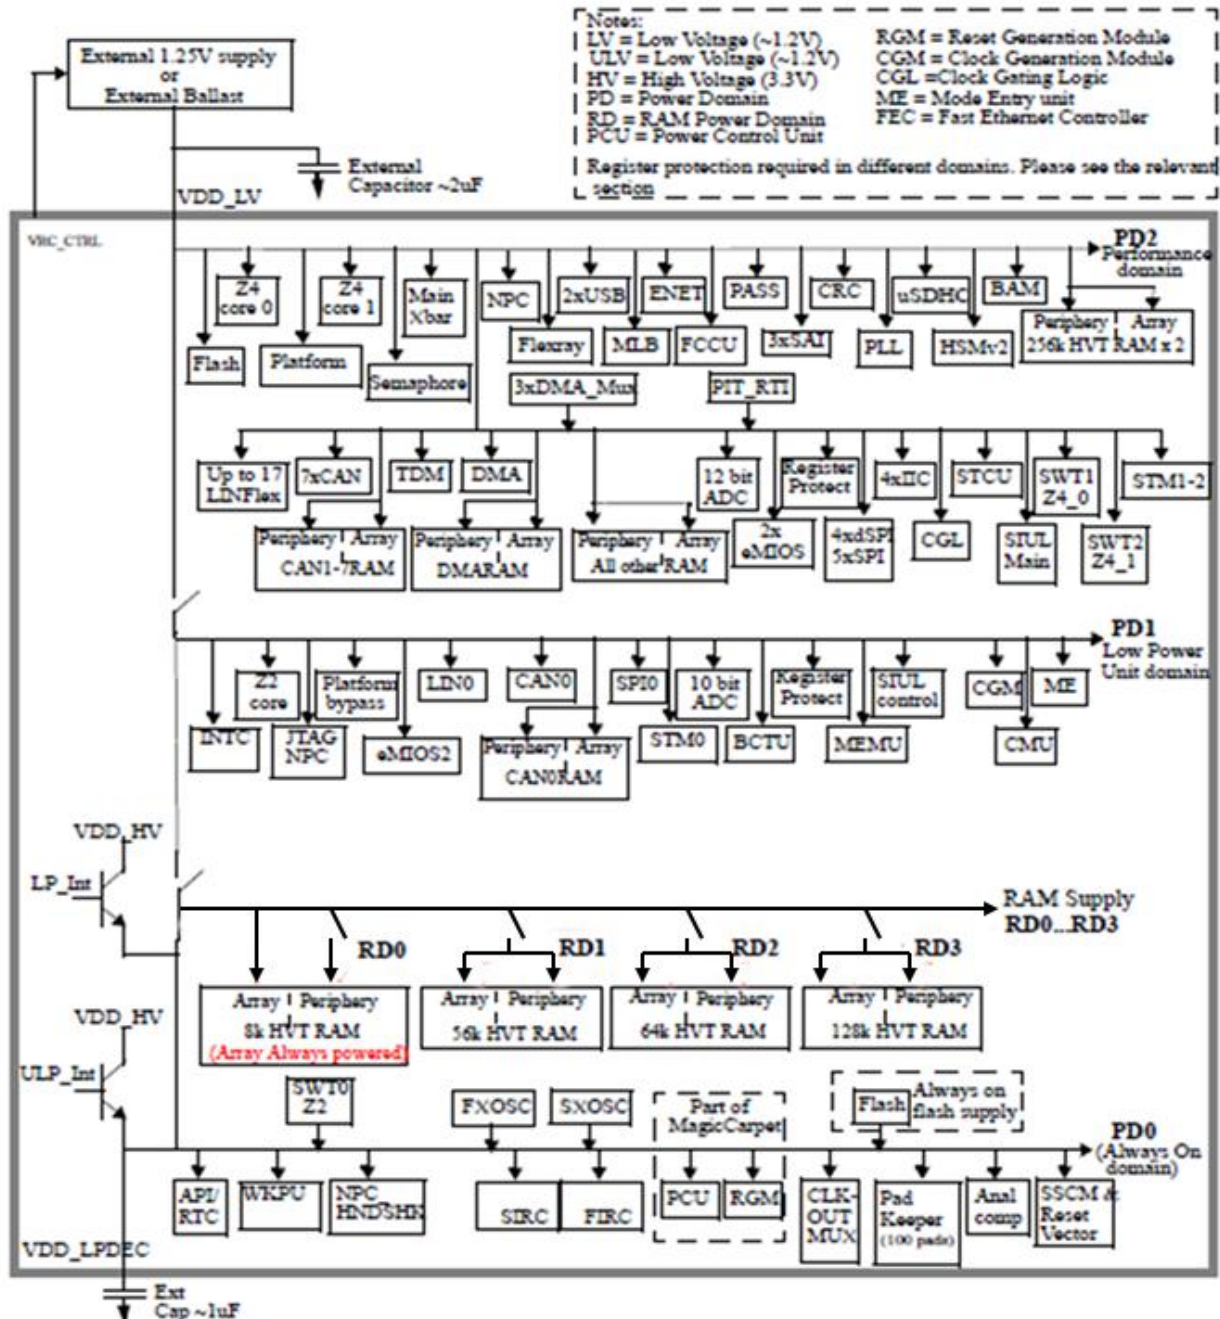 Notes:
LV = Low Voltage (~1.2V)
ULV = Low Voltage (~1.2V)
HV = High Voltage (3.3V)
PD = Power Domain
RD = RAM Power Domain
PCU = Power Control Unit
RGM = Reset Generation Module
CGM = Clock Generation Module
CGL =Clock Gating Logic
ME = Mode Entry unit
FEC = Fast Ethernet Controller
Register protection required in different domains. Please see the relevant
section
External 1.25V supply
or
External Ballast
External
Capacitor ~2uF
VDD_LV
VRC_CTRL
PD2
Performance
domain
Z4
core 0
Z4
core 1
Main
Xbar
NPC
2xUSB
ENET
PASS
CRC
uSDHC
BAM
Flash
Platform
Semaphore
Flexray
MLB
FCCU
3xSAI
PLL
HSMv2
Periphery Array
256k HVT RAM x 2
3xDMA_Mux
PIT_RTI
Up to 17
LINFlex
7xCAN
TDM
DMA
12 bit
ADC
Register
Protect
4xIIC
STCU
SWT1
Z4_0
STM1-2
Periphery Array
CAN1-7RAM
Periphery Array
DMARAM
Periphery Array
All other RAM
2x
eMIOS
4xdSPI
5xSPI
CGL
SIUL
Main
SWT2
Z4_1
PD1
Low Power
Unit domain
Z2
core
Platform
bypass
LIN0
CAN0
SPI0
10 bit
ADC
Register
Protect
SIUL
control
CGM
ME
INTC
JTAG
NPC
eMIOS2
Periphery Array
CAN0RAM
STM0
BCTU
MEMU
CMU
VDD_HV
LP_Int
RAM Supply
RD0...RD3
RD0
RD1
RD2
RD3
Array Periphery
8k HVT RAM
(Array Always powered)
Array Periphery
56k HVT RAM
Array Periphery
64k HVT RAM
Array Periphery
128k HVT RAM
VDD_HV
ULP_Int
SWT0
Z2
FXOSC
SXOSC
Part of
MagicCarpet
Flash
Always on
flash supply
PD0
(Always On
domain)
API/
RTC
WKPU
NPC
HNDSHK
SIRC
FIRC
PCU
RGM
CLK-
OUT
MUX
Pad
Keeper
(100 pads)
Anal
comp
SSCM &
Reset
Vector
VDD_LPDEC
Ext
Cap ~1uF